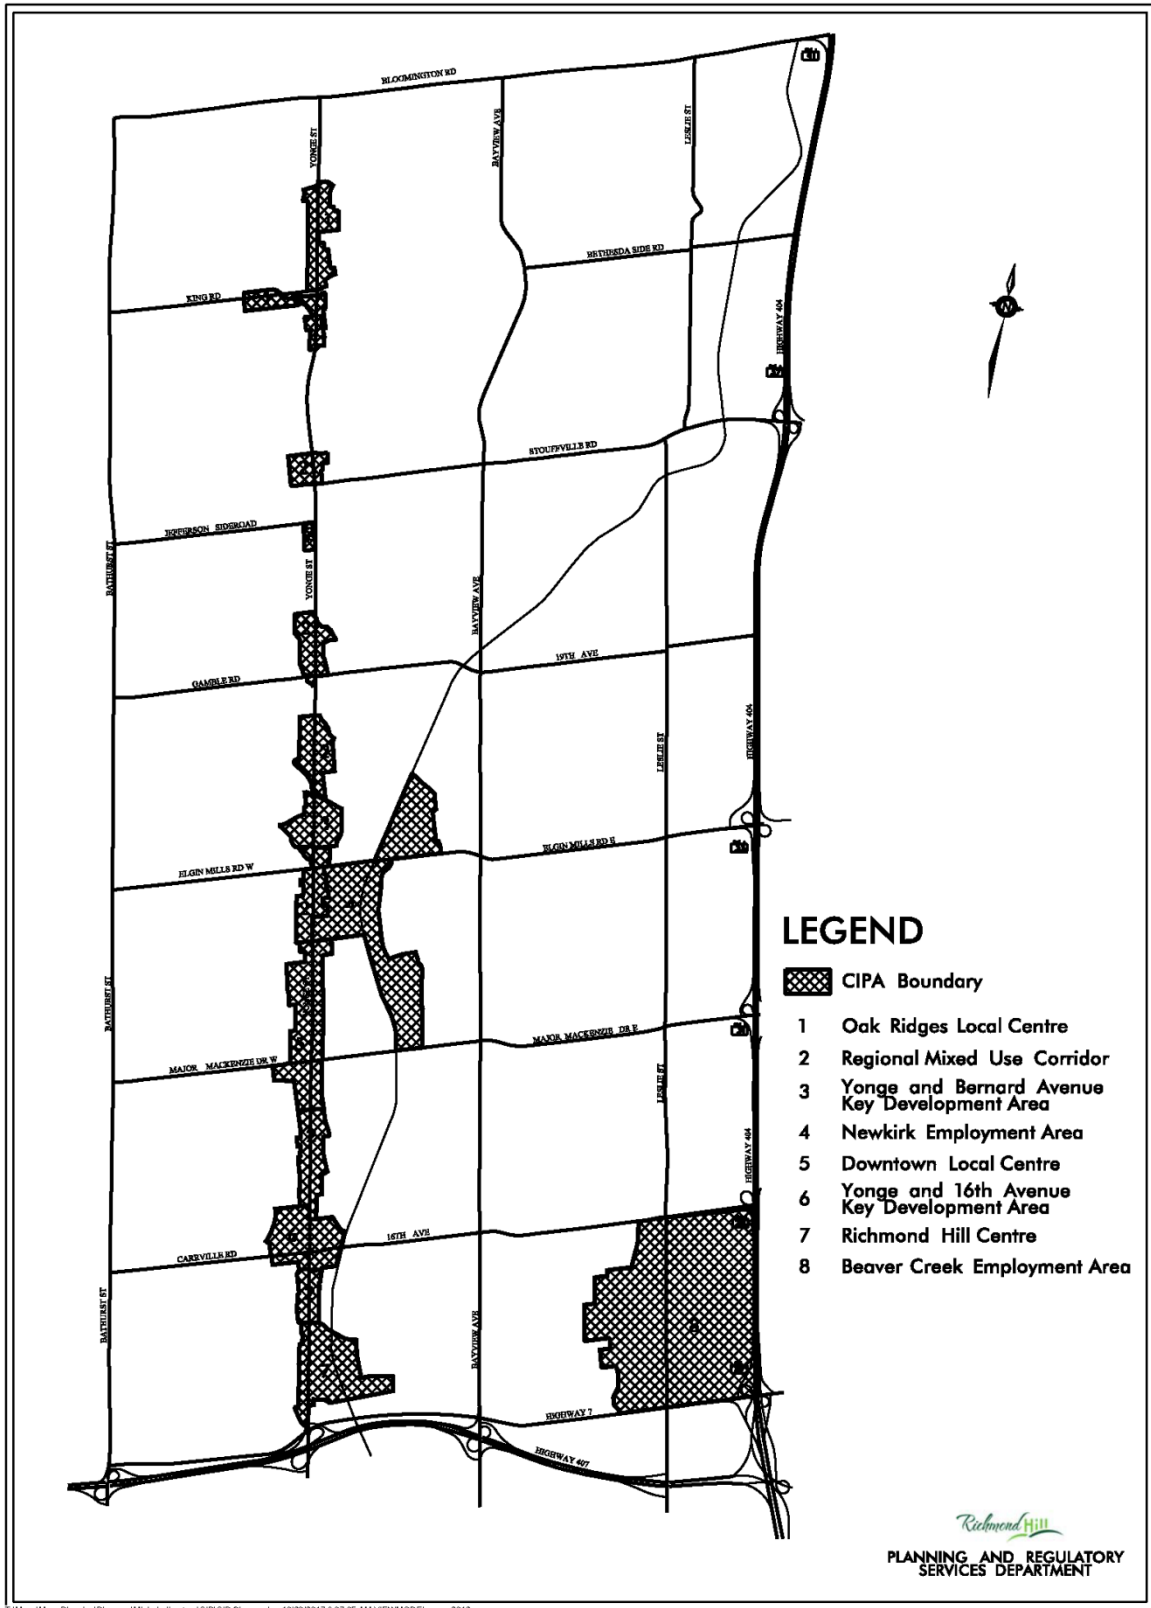 BLOOMINGTON RD
YONGE ST
BAYVIEW AVE
LESLIE ST
BETHESDA SIDE RD
KING RD
HIGHWAY 404
N
STOUFFVILLE RD
JEFFERSON SIDEROAD
BATHURST ST
YONGE ST
BAYVIEW AVE
19TH AVE
GAMBLE RD
LESLIE ST
HIGHWAY 404
ELGIN MILLS RD E
ELGIN MILLS RD W
BATHURST ST
MAJOR MACKENZIE DR E
MAJOR MACKENZIE DR W
LESLIE ST
HIGHWAY 404
16TH AVE
CARRVILLE RD
BATHURST ST
BAYVIEW AVE
HIGHWAY 7
HIGHWAY 407
LEGEND
CIPA Boundary
1 Oak Ridges Local Centre
2 Regional Mixed Use Corridor
3 Yonge and Bernard Avenue
Key Development Area
4 Newkirk Employment Area
5 Downtown Local Centre
6 Yonge and 16th Avenue
Key Development Area
7 Richmond Hill Centre
8 Beaver Creek Employment Area
Richmond Hill
PLANNING AND REGULATORY
SERVICES DEPARTMENT